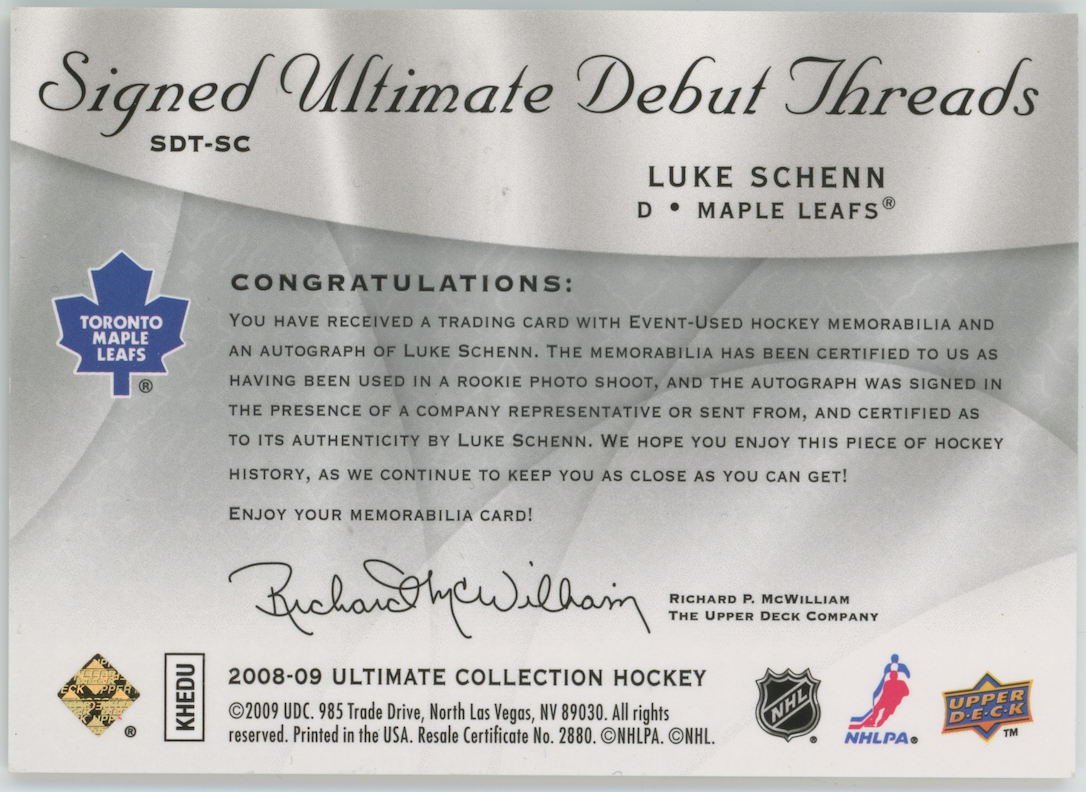 Signed Ultimate Debut Threads
SDT-SC
LUKE SCHENN
D • MAPLE LEAFS®
TORONTO
MAPLE
LEAFS
®
CONGRATULATIONS:
YOU HAVE RECEIVED A TRADING CARD WITH EVENT-USED HOCKEY MEMORABILIA AND
AN AUTOGRAPH OF LUKE SCHENN. THE MEMORABILIA HAS BEEN CERTIFIED TO US AS
HAVING BEEN USED IN A ROOKIE PHOTO SHOOT, AND THE AUTOGRAPH WAS SIGNED IN
THE PRESENCE OF A COMPANY REPRESENTATIVE OR SENT FROM, AND CERTIFIED AS
TO ITS AUTHENTICITY BY LUKE SCHENN. WE HOPE YOU ENJOY THIS PIECE OF HOCKEY
HISTORY, AS WE CONTINUE TO KEEP YOU AS CLOSE AS YOU CAN GET!
ENJOY YOUR MEMORABILIA CARD!
Richard McWilliam
RICHARD P. MCWILLIAM
THE UPPER DECK COMPANY
®
KHEDU
2008-09 ULTIMATE COLLECTION HOCKEY
©2009 UDC. 985 Trade Drive, North Las Vegas, NV 89030. All rights
reserved. Printed in the USA. Resale Certificate No. 2880. ©NHLPA. ©NHL.
NHL
®
NHLPA®
UPPER
D·E·C·K
™